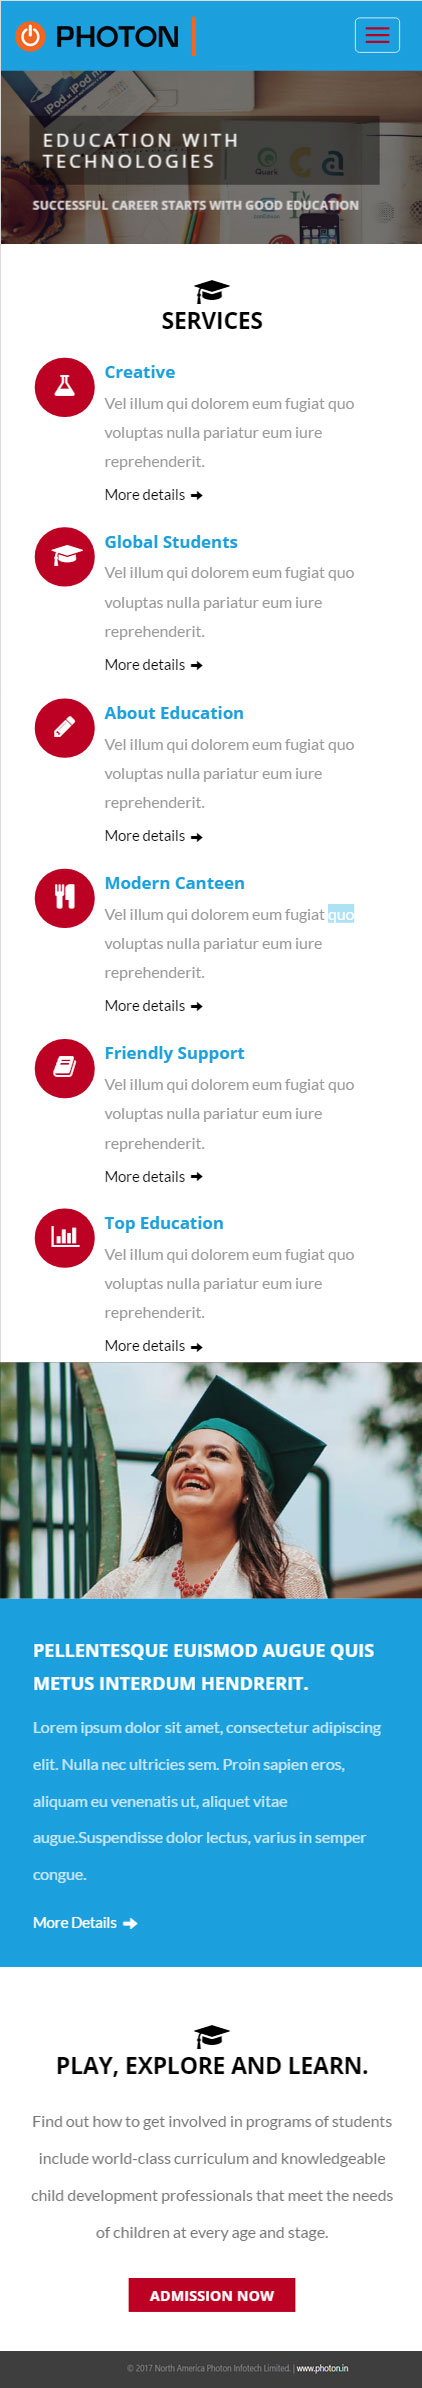 PHOTON
iPod
iPod m
EDUCATION WITH
TECHNOLOGIES
Quark
SUCCESSFUL CAREER STARTS WITH GOOD EDUCATION
SERVICES
Creative
Vel illum qui dolorem eum fugiat quo
voluptas nulla pariatur eum iure
reprehenderit.
More details
Global Students
Vel illum qui dolorem eum fugiat quo
voluptas nulla pariatur eum iure
reprehenderit.
More details
About Education
Vel illum qui dolorem eum fugiat quo
voluptas nulla pariatur eum iure
reprehenderit.
More details
Modern Canteen
Vel illum qui dolorem eum fugiat quo
voluptas nulla pariatur eum iure
reprehenderit.
More details
Friendly Support
Vel illum qui dolorem eum fugiat quo
voluptas nulla pariatur eum iure
reprehenderit.
More details
Top Education
Vel illum qui dolorem eum fugiat quo
voluptas nulla pariatur eum iure
reprehenderit.
More details
PELLENTESQUE EUISMOD AUGUE QUIS
METUS INTERDUM HENDRERIT.
Lorem ipsum dolor sit amet, consectetur adipiscing
elit. Nulla nec ultricies sem. Proin sapien eros,
aliquam eu venenatis ut, aliquet vitae
augue.Suspendisse dolor lectus, varius in semper
congue.
More Details
PLAY, EXPLORE AND LEARN.
Find out how to get involved in programs of students
include world-class curriculum and knowledgeable
child development professionals that meet the needs
of children at every age and stage.
ADMISSION NOW
© 2017 North America Photon Infotech Limited. | www.photon.in